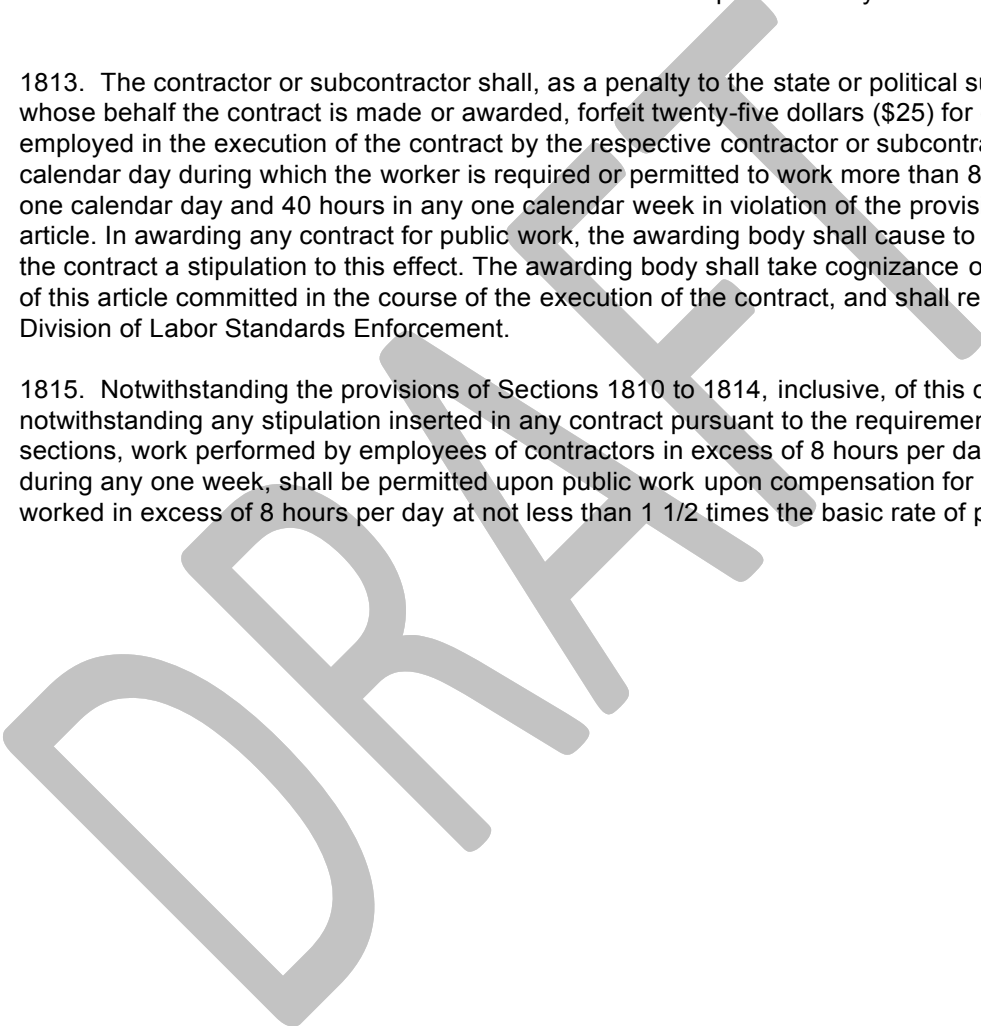 1813. The contractor or subcontractor shall, as a penalty to the state or political
whose behalf the contract is made or awarded, forfeit twenty-five dollars ($25) for
employed in the execution of the contract by the respective contractor or
calendar day during which the worker is required or permitted to work more than 8
one calendar day and 40 hours in any one calendar week in violation of the
article. In awarding any contract for public work, the awarding body shall cause to
the contract a stipulation to this effect. The awarding body shall take cognizance
of this article committed in the course of the execution of the contract, and shall
Division of Labor Standards Enforcement.
1815. Notwithstanding the provisions of Sections 1810 to 1814, inclusive, of this
notwithstanding any stipulation inserted in any contract pursuant to the
sections, work performed by employees of contractors in excess of 8 hours per
during any one week, shall be permitted upon public work upon compensation for
worked in excess of 8 hours per day at not less than 1 1/2 times the basic rate of
DRAFT